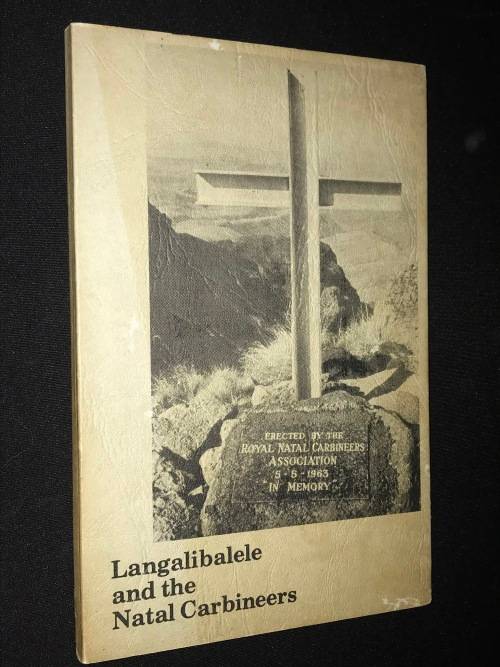 ERECTED BY THE
ROYAL NATAL CARBINEERS
ASSOCIATION
5-5-1963
"IN MEMORY"
Langalibalele
and the
Natal Carbineers